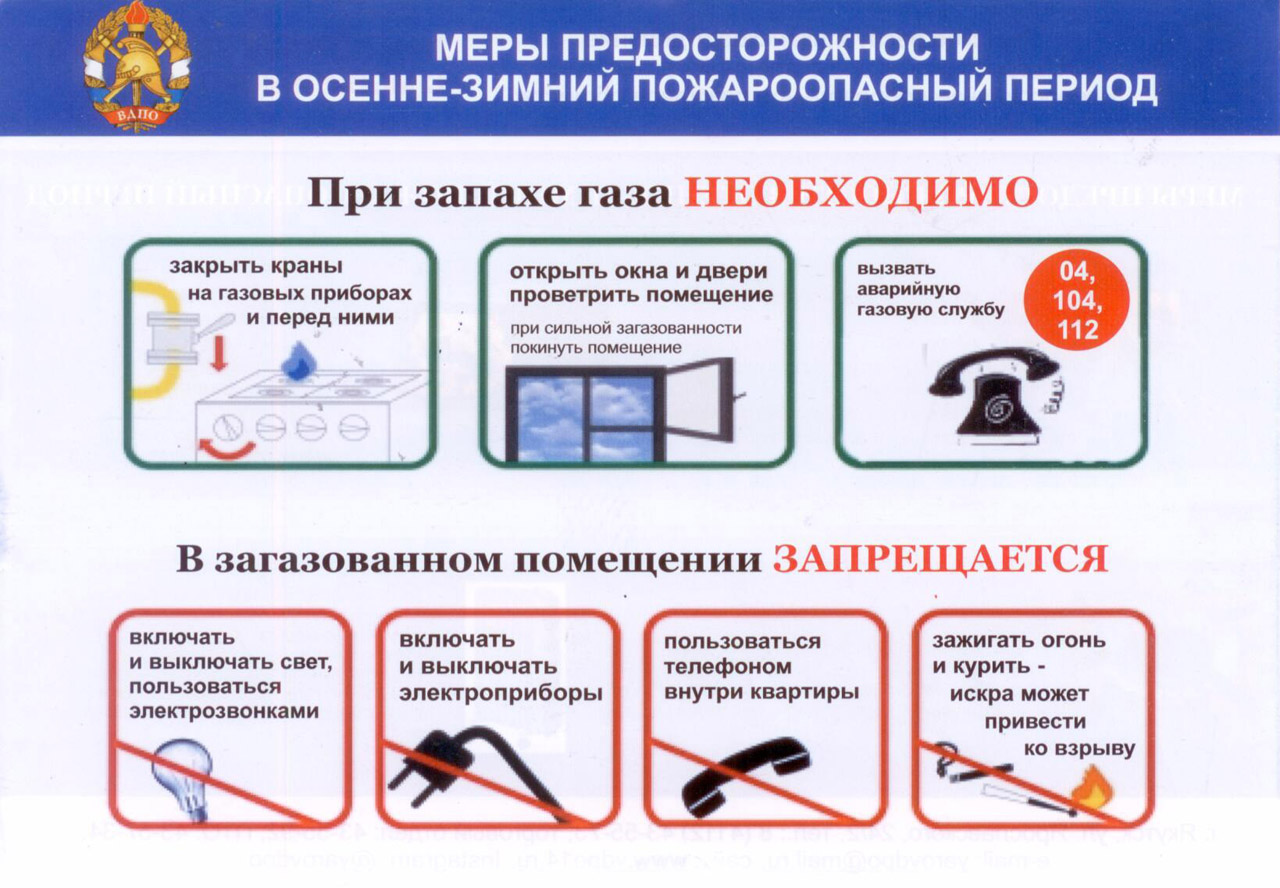 ВДПО
МЕРЫ ПРЕДОСТОРОЖНОСТИ
В ОСЕННЕ-ЗИМНИЙ ПОЖАРООПАСНЫЙ ПЕРИОД
При запахе газа НЕОБХОДИМО
закрыть краны
на газовых приборах
и перед ними
открыть окна и двери
проветрить помещение
при сильной загазованности
покинуть помещение
вызвать
аварийную
газовую службу
04,
104,
112
В загазованном помещении ЗАПРЕЩАЕТСЯ
включать
и выключать свет,
пользоваться
электрозвонками
включать
и выключать
электроприборы
пользоваться
телефоном
внутри квартиры
зажигать огонь
и курить -
искра может
привести
ко взрыву